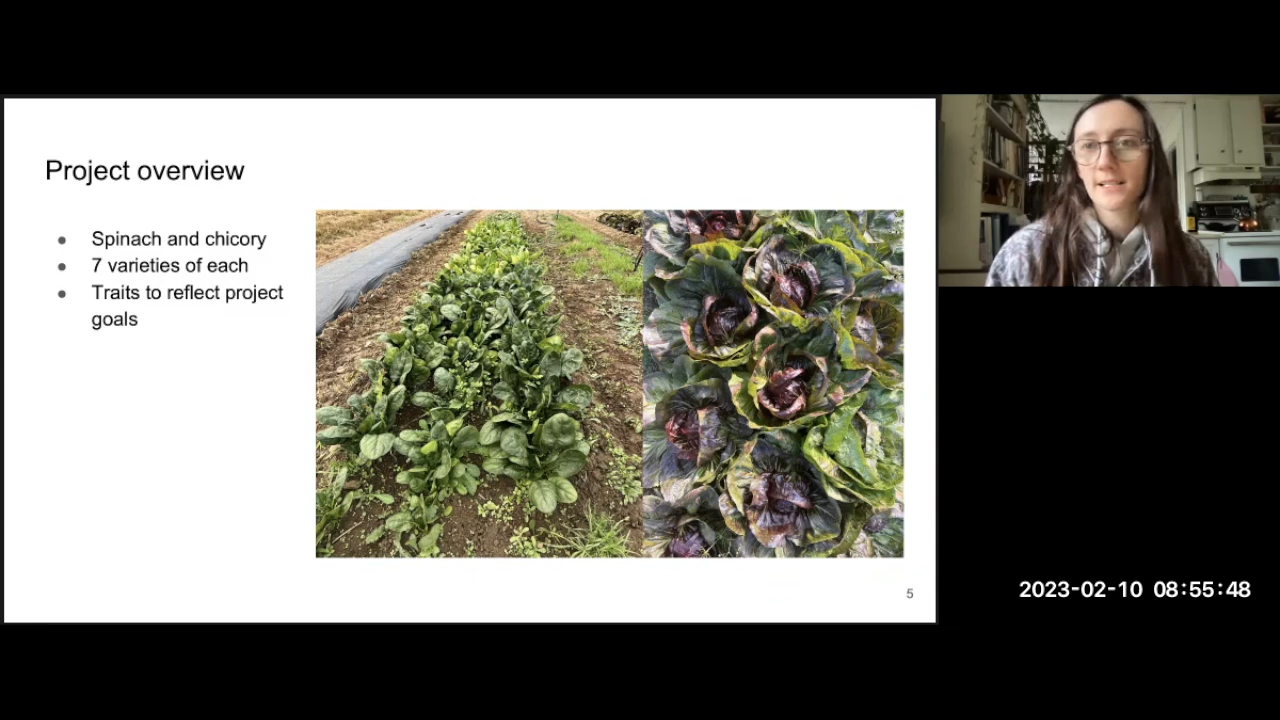 Project overview
● Spinach and chicory
● 7 varieties of each
● Traits to reflect project
goals
5
2023-02-10 08:55:48